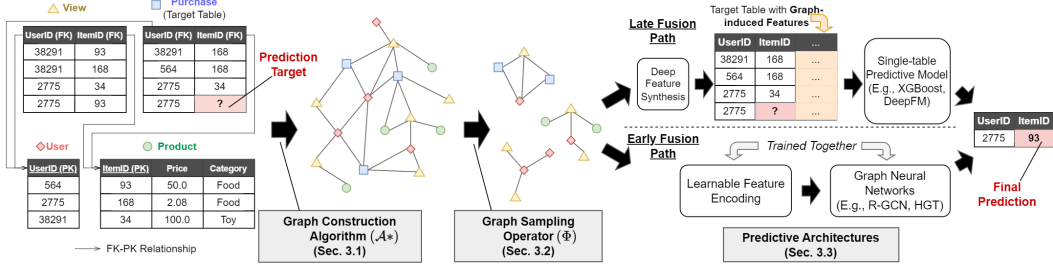 View
UserID (FK) ItemID (FK)
38291 93
38291 168
2775 34
2775 93
Purchase
(Target Table)
UserID (FK) ItemID (FK)
38291 168
564 168
2775 34
2775 ?
Prediction
Target
User
UserID (PK)
564
2775
38291
Product
ItemID (PK) Price Category
93 50.0 Food
168 2.08 Food
34 100.0 Toy
FK-PK Relationship
Graph Construction
Algorithm (𝒜*)
(Sec. 3.1)
Graph Sampling
Operator (Φ)
(Sec. 3.2)
Late Fusion
Path
Deep
Feature
Synthesis
Target Table with Graph-
induced Features
UserID ItemID ...
38291 168 ...
564 168 ...
2775 34 ...
2775 ? ...
Single-table
Predictive Model
(E.g., XGBoost,
DeepFM)
Early Fusion
Path
Trained Together
Learnable Feature
Encoding
Graph Neural
Networks
(E.g., R-GCN, HGT)
Predictive Architectures
(Sec. 3.3)
UserID ItemID
2775 93
Final
Prediction